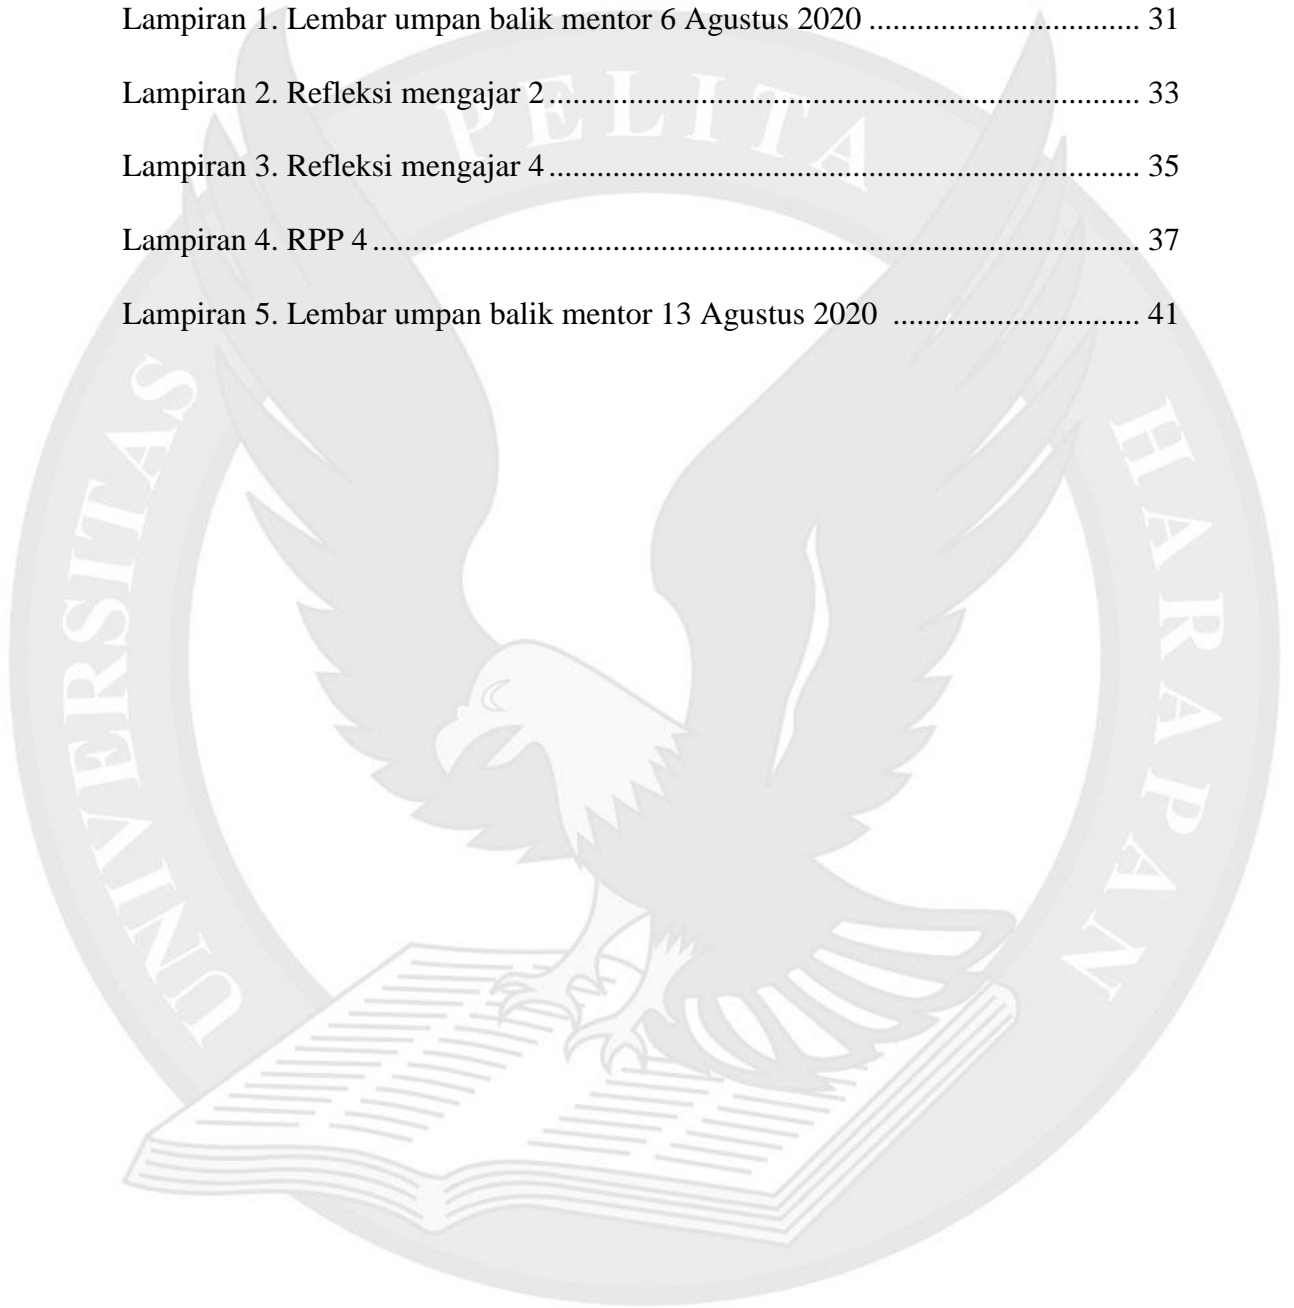 Lampiran 1. Lembar umpan balik mentor 6 Agustus 2020 .................................. 31
Lampiran 2. Refleksi mengajar 2.......................................................................... 33
Lampiran 3. Refleksi mengajar 4.......................................................................... 35
Lampiran 4. RPP 4................................................................................................ 37
Lampiran 5. Lembar umpan balik mentor 13 Agustus 2020  ............................... 41
UNIVERSITAS PELITA HARAPAN